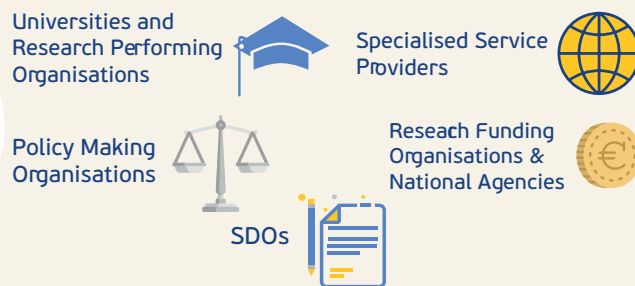 Universities and
Research Performing
Organisations
Specialised Service
Providers
Policy Making
Organisations
Reseach Funding
Organisations &
National Agencies
€
SDOs